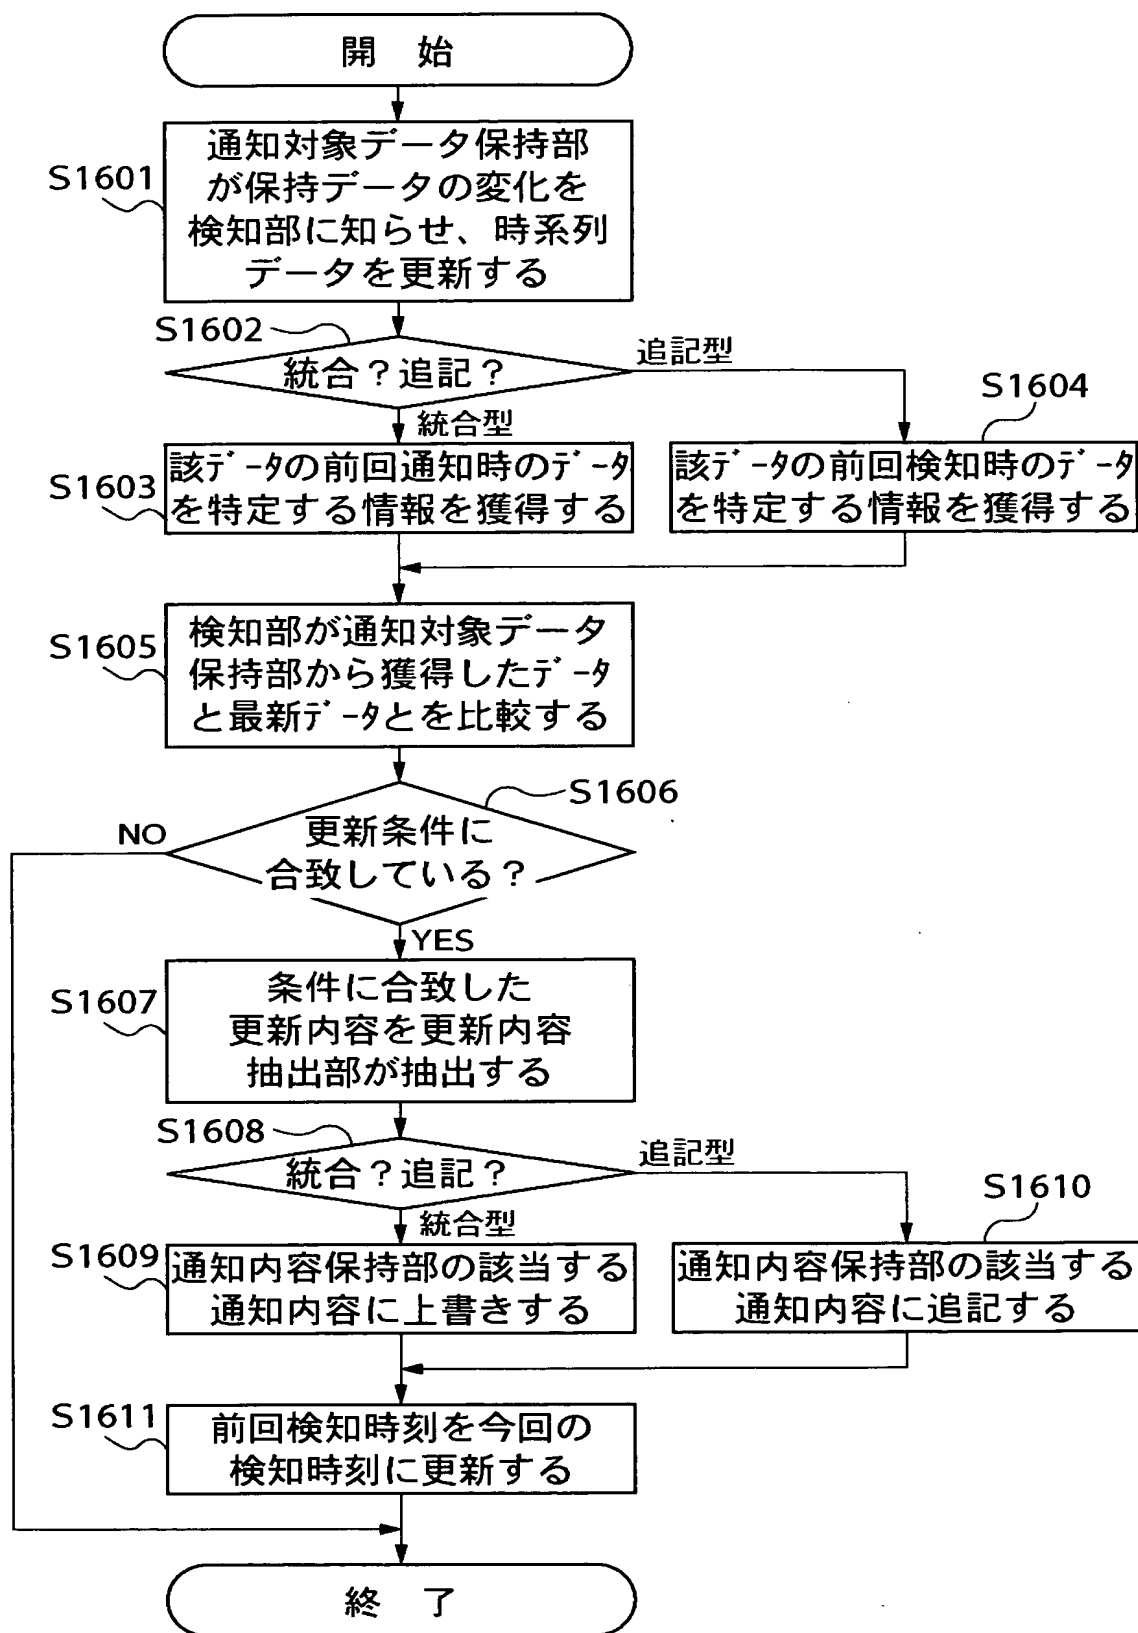 開 始
S1601
通知対象データ保持部
が保持データの変化を
検知部に知らせ、時系列
データを更新する
S1602
統合？追記？
追記型
統合型
S1603
該ﾃﾞｰﾀの前回通知時のﾃﾞｰﾀ
を特定する情報を獲得する
S1604
該ﾃﾞｰﾀの前回検知時のﾃﾞｰﾀ
を特定する情報を獲得する
S1605
検知部が通知対象データ
保持部から獲得したﾃﾞｰﾀ
と最新ﾃﾞｰﾀとを比較する
S1606
更新条件に
合致している？
NO
YES
S1607
条件に合致した
更新内容を更新内容
抽出部が抽出する
S1608
統合？追記？
追記型
統合型
S1609
通知内容保持部の該当する
通知内容に上書きする
S1610
通知内容保持部の該当する
通知内容に追記する
S1611
前回検知時刻を今回の
検知時刻に更新する
終 了